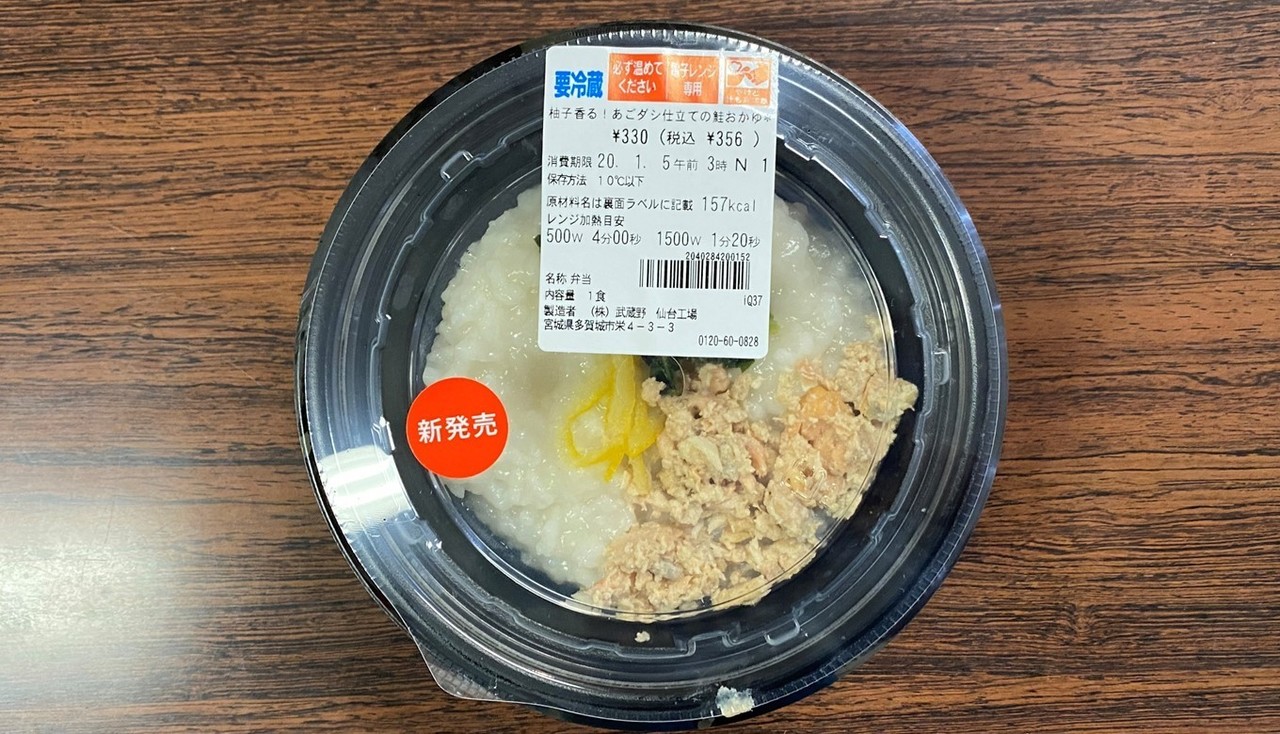 要冷蔵
必ず温めて
ください
電子レンジ
専用
柚子香る！あごダシ仕立ての鮭おかゆ
¥330 (税込 ¥356 )
消費期限 20. 1. 5午前 3時 N 1
保存方法 10℃以下
原材料名は裏面ラベルに記載 157kcal
レンジ加熱目安
500W 4分00秒 1500W 1分20秒
2040284200152
名称 弁当
内容量 1食
iQ37
製造者 (株) 武蔵野 仙台工場
宮城県多賀城市栄4-3-3
0120-60-0828
新発売